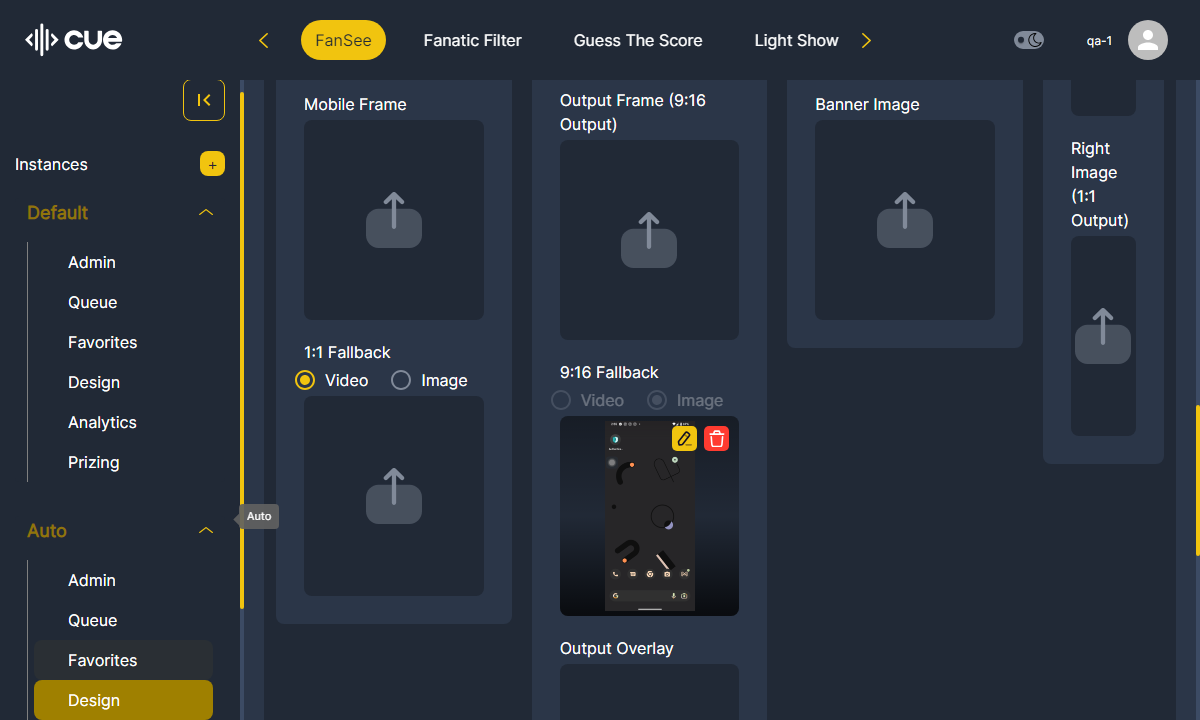 cue
FanSee
Fanatic Filter
Guess The Score
Light Show
qa-1
Instances
+
Default
Admin
Queue
Favorites
Design
Analytics
Prizing
Auto
Auto
Admin
Queue
Favorites
Design
Mobile Frame
1:1 Fallback
Video
Image
Output Frame (9:16
Output)
9:16 Fallback
Video
Image
Output Overlay
Banner Image
Right
Image
(1:1
Output)